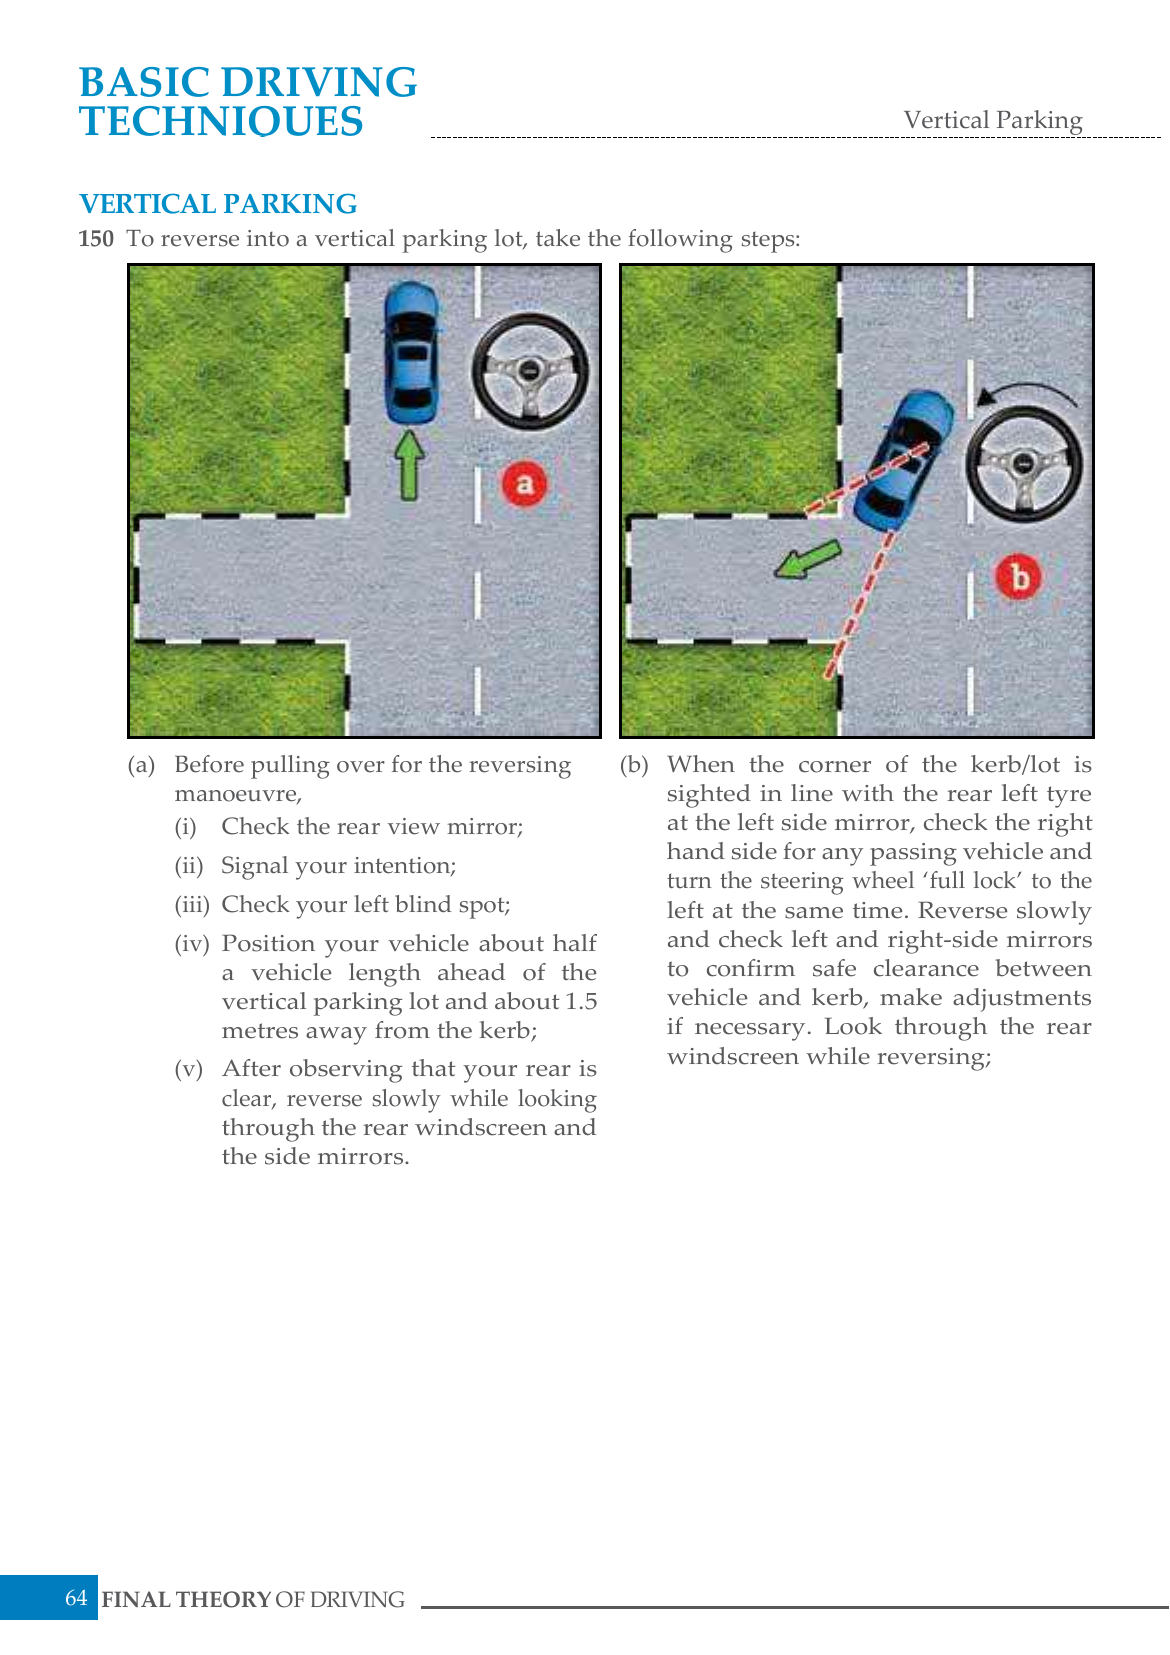 BASIC DRIVING
TECHNIQUES
Vertical Parking
VERTICAL PARKING
150 To reverse into a vertical parking lot, take the following steps:
a
b
(a) Before pulling over for the reversing
manoeuvre,
(i) Check the rear view mirror;
(ii) Signal your intention;
(iii) Check your left blind spot;
(iv) Position your vehicle about half
a vehicle length ahead of the
vertical parking lot and about 1.5
metres away from the kerb;
(v) After observing that your rear is
clear, reverse slowly while looking
through the rear windscreen and
the side mirrors.
(b) When the corner of the kerb/lot is
sighted in line with the rear left tyre
at the left side mirror, check the right
hand side for any passing vehicle and
turn the steering wheel ‘full lock’ to the
left at the same time. Reverse slowly
and check left and right-side mirrors
to confirm safe clearance between
vehicle and kerb, make adjustments
if necessary. Look through the rear
windscreen while reversing;
64 FINAL THEORY OF DRIVING